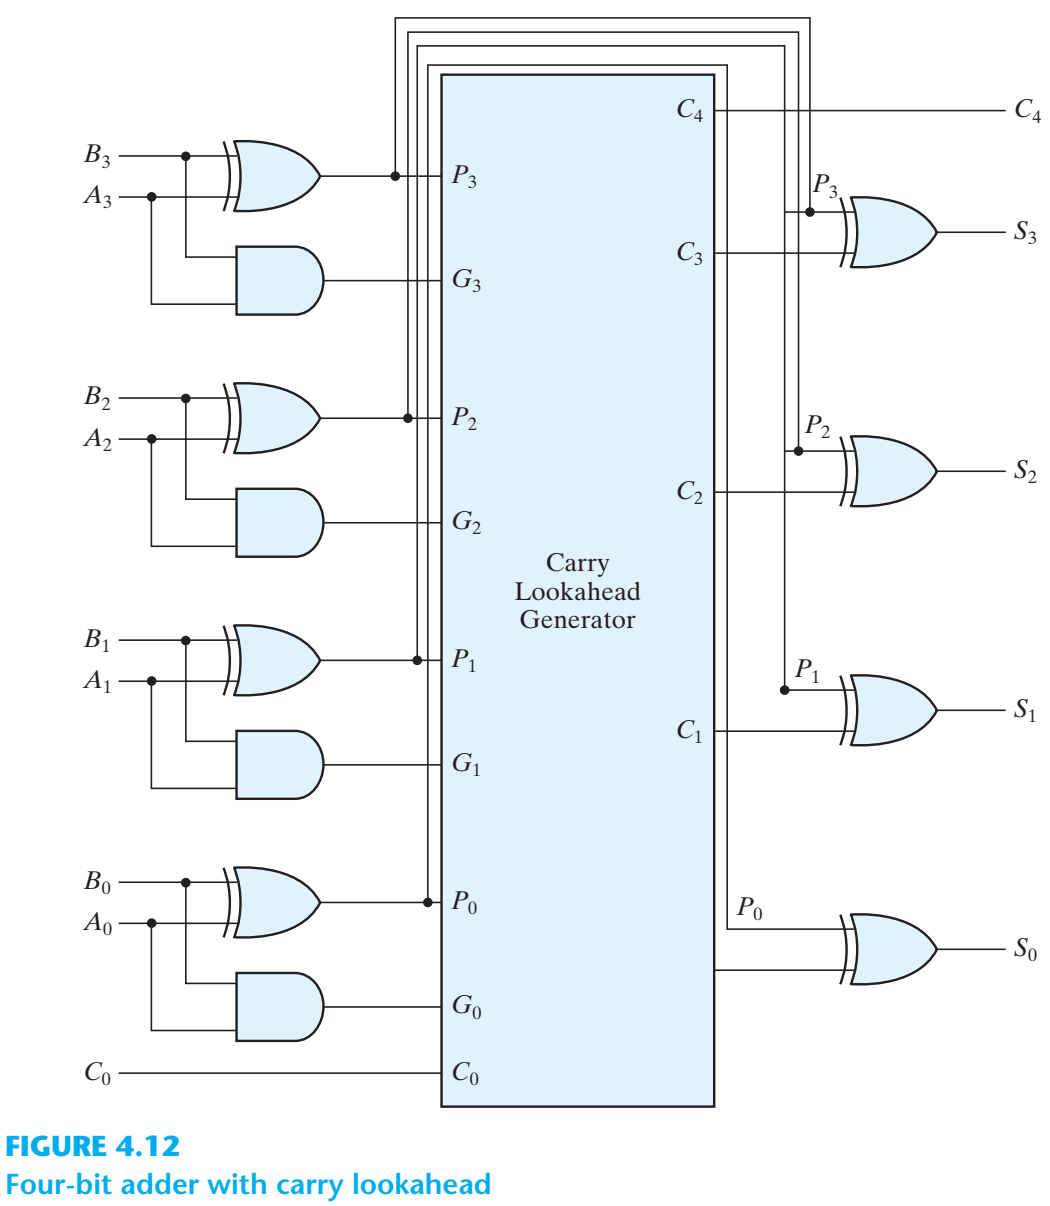 C₄ C₄
B₃ P₃ P₃
A₃ S₃
C₃
G₃
B₂ P₂ P₂
A₂ C₂ S₂
G₂
Carry
Lookahead
Generator
B₁ P₁ P₁
A₁ C₁ S₁
G₁
B₀ P₀ P₀
A₀ S₀
G₀
C₀ C₀
FIGURE 4.12
Four-bit adder with carry lookahead